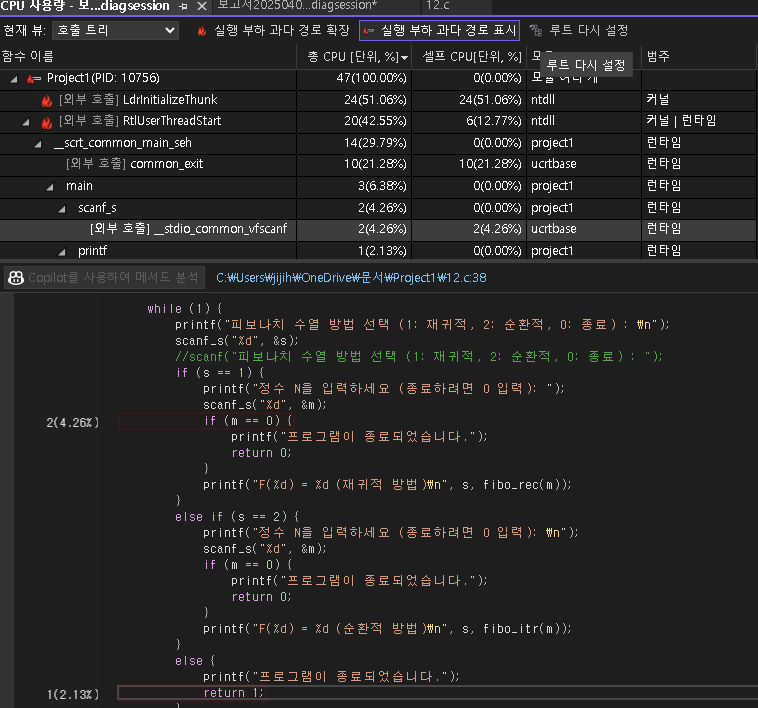 CPU 사용량 - 보...diagsession
보고서2025040...diagsession*
12.c
현재 뷰: 호출 트리
실행 부하 과다 경로 확장
실행 부하 과다 경로 표시
루트 다시 설정
함수 이름 총 CPU [단위, %] 셀프 CPU[단위, %] 범주
루트 다시 설정
Project1(PID: 10756) 47(100.00%) 0(0.00%)
[외부 호출] LdrInitializeThunk 24(51.06%) 24(51.06%) ntdll 커널
[외부 호출] RtlUserThreadStart 20(42.55%) 6(12.77%) ntdll 커널 | 런타임
__scrt_common_main_seh 14(29.79%) 0(0.00%) project1 런타임
[외부 호출] common_exit 10(21.28%) 10(21.28%) ucrtbase 런타임
main 3(6.38%) 0(0.00%) project1 런타임
scanf_s 2(4.26%) 0(0.00%) project1 런타임
[외부 호출] __stdio_common_vfscanf 2(4.26%) 2(4.26%) ucrtbase 런타임
printf 1(2.13%) 0(0.00%) project1 런타임
Copilot를 사용하여 메서드 분석
C:₩Users₩jijih₩OneDrive₩문서₩Project1₩12.c:38
while (1) {
printf("피보나치 수열 방법 선택 (1: 재귀적, 2: 순환적, 0: 종료) : ₩n");
scanf_s("%d", &s);
//scanf("피보나치 수열 방법 선택 (1: 재귀적, 2: 순환적, 0: 종료) : ");
if (s == 1) {
printf("정수 N을 입력하세요 (종료하려면 0 입력): ");
scanf_s("%d", &m);
2(4.26%) if (m == 0) {
printf("프로그램이 종료되었습니다.");
return 0;
}
printf("F(%d) = %d (재귀적 방법)₩n", s, fibo_rec(m));
}
else if (s == 2) {
printf("정수 N을 입력하세요 (종료하려면 0 입력): ₩n");
scanf_s("%d", &m);
if (m == 0) {
printf("프로그램이 종료되었습니다.");
return 0;
}
printf("F(%d) = %d (순환적 방법)₩n", s, fibo_itr(m));
}
else {
printf("프로그램이 종료되었습니다.");
1(2.13%) return 1;